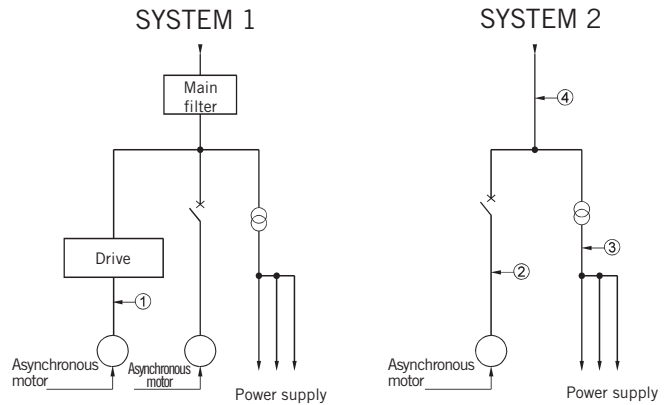 SYSTEM 1
Main
filter
Drive
1
Asynchronous
motor
Asynchronous
motor
Power supply
SYSTEM 2
4
3
2
Asynchronous
motor
Power supply